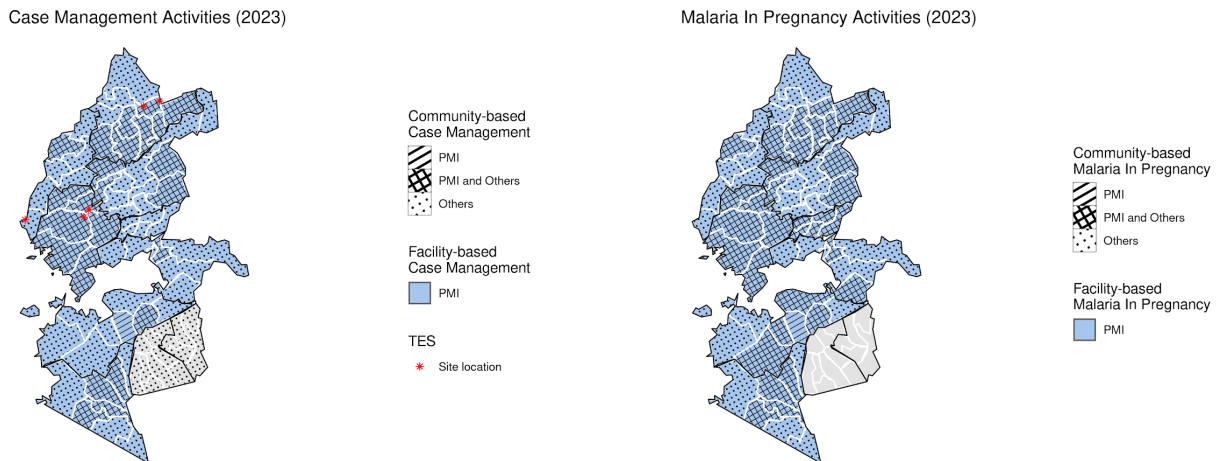 Case Management Activities (2023)
Community-based
Case Management
PMI
PMI and Others
Others
Facility-based
Case Management
PMI
TES
Site location
Malaria In Pregnancy Activities (2023)
Community-based
Malaria In Pregnancy
PMI
PMI and Others
Others
Facility-based
Malaria In Pregnancy
PMI